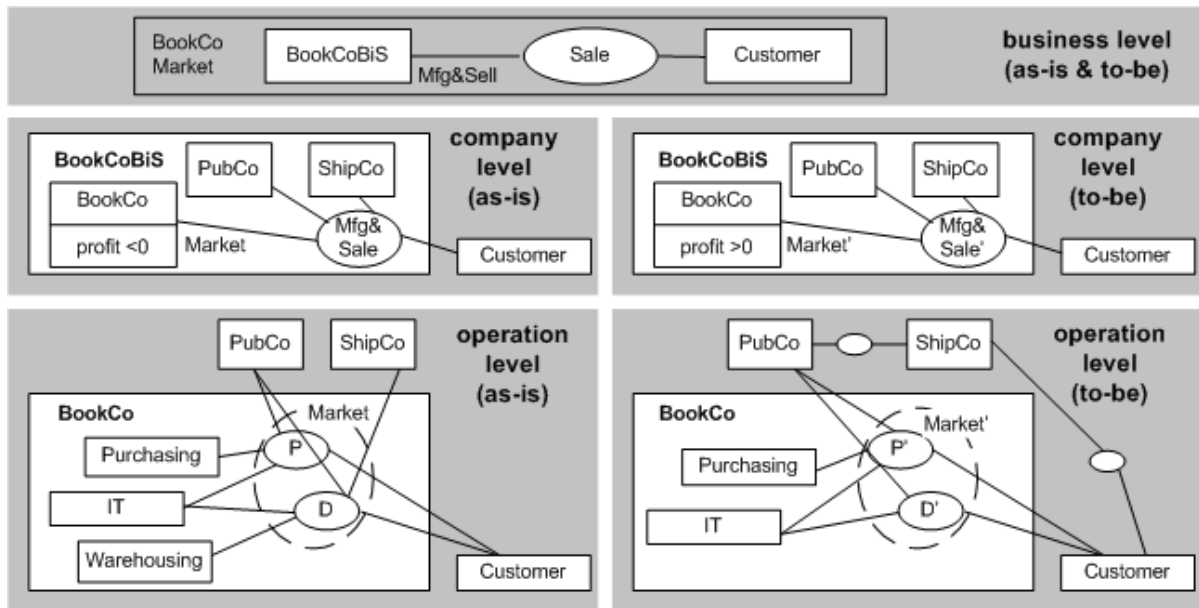 BookCo
Market
BookCoBiS
Mfg&Sell
Sale
Customer
business level
(as-is & to-be)
BookCoBiS
PubCo
ShipCo
BookCo
profit <0
Market
Mfg&
Sale
Customer
company
level
(as-is)
BookCoBiS
PubCo
ShipCo
BookCo
profit >0
Market'
Mfg&
Sale'
Customer
company
level
(to-be)
PubCo
ShipCo
operation
level
(as-is)
BookCo
Market
Purchasing
P
IT
D
Warehousing
Customer
PubCo
ShipCo
operation
level
(to-be)
BookCo
Market'
Purchasing
P'
IT
D'
Customer